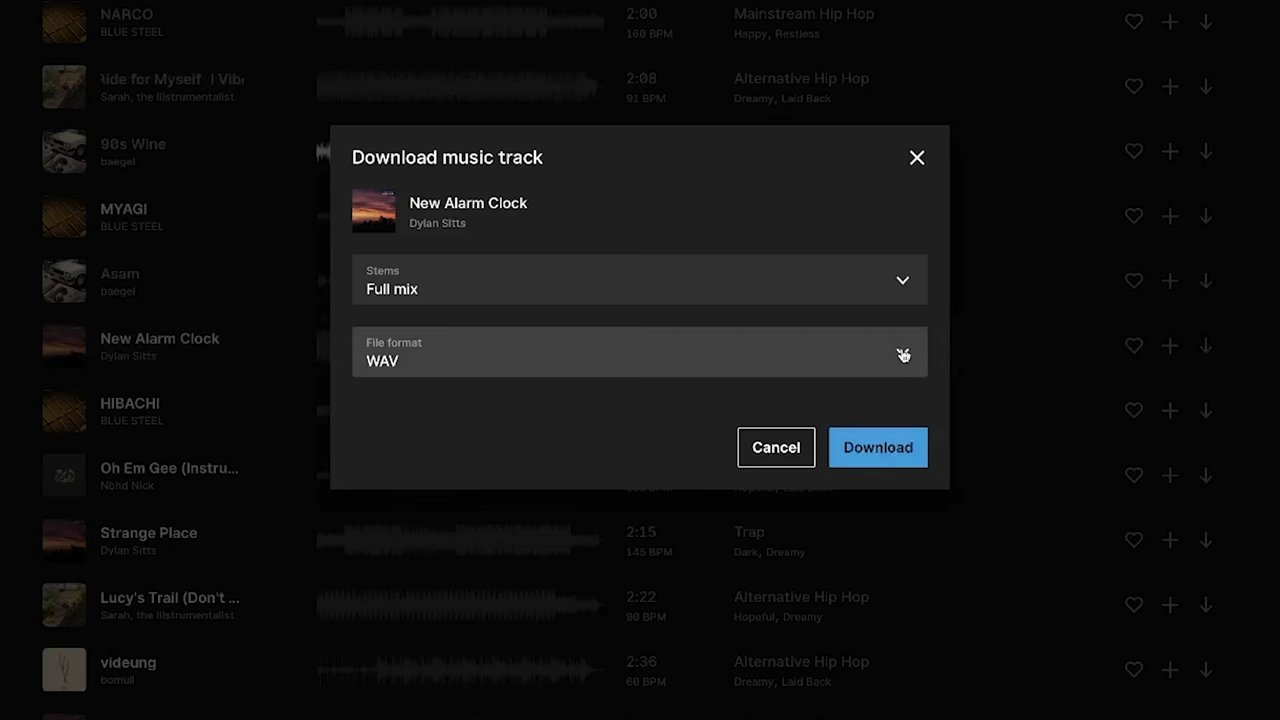 NARCO
BLUE STEEL
2:00
160 BPM
Mainstream Hip Hop
Happy, Restless
Ride for Myself | Vibe
Sarah, the Illstrumentalist
2:08
91 BPM
Alternative Hip Hop
Dreamy, Laid Back
90s Wine
baegel
MYAGI
BLUE STEEL
Asam
baegel
New Alarm Clock
Dylan Sitts
HIBACHI
BLUE STEEL
Oh Em Gee (Instru...
Nbhd Nick
Download music track
New Alarm Clock
Dylan Sitts
Stems
Full mix
File format
WAV
Cancel
Download
Strange Place
Dylan Sitts
2:15
145 BPM
Trap
Dark, Dreamy
Lucy's Trail (Don't ...
Sarah, the Illstrumentalist
2:22
90 BPM
Alternative Hip Hop
Hopeful, Dreamy
videung
bomull
2:36
60 BPM
Alternative Hip Hop
Dreamy, Laid Back